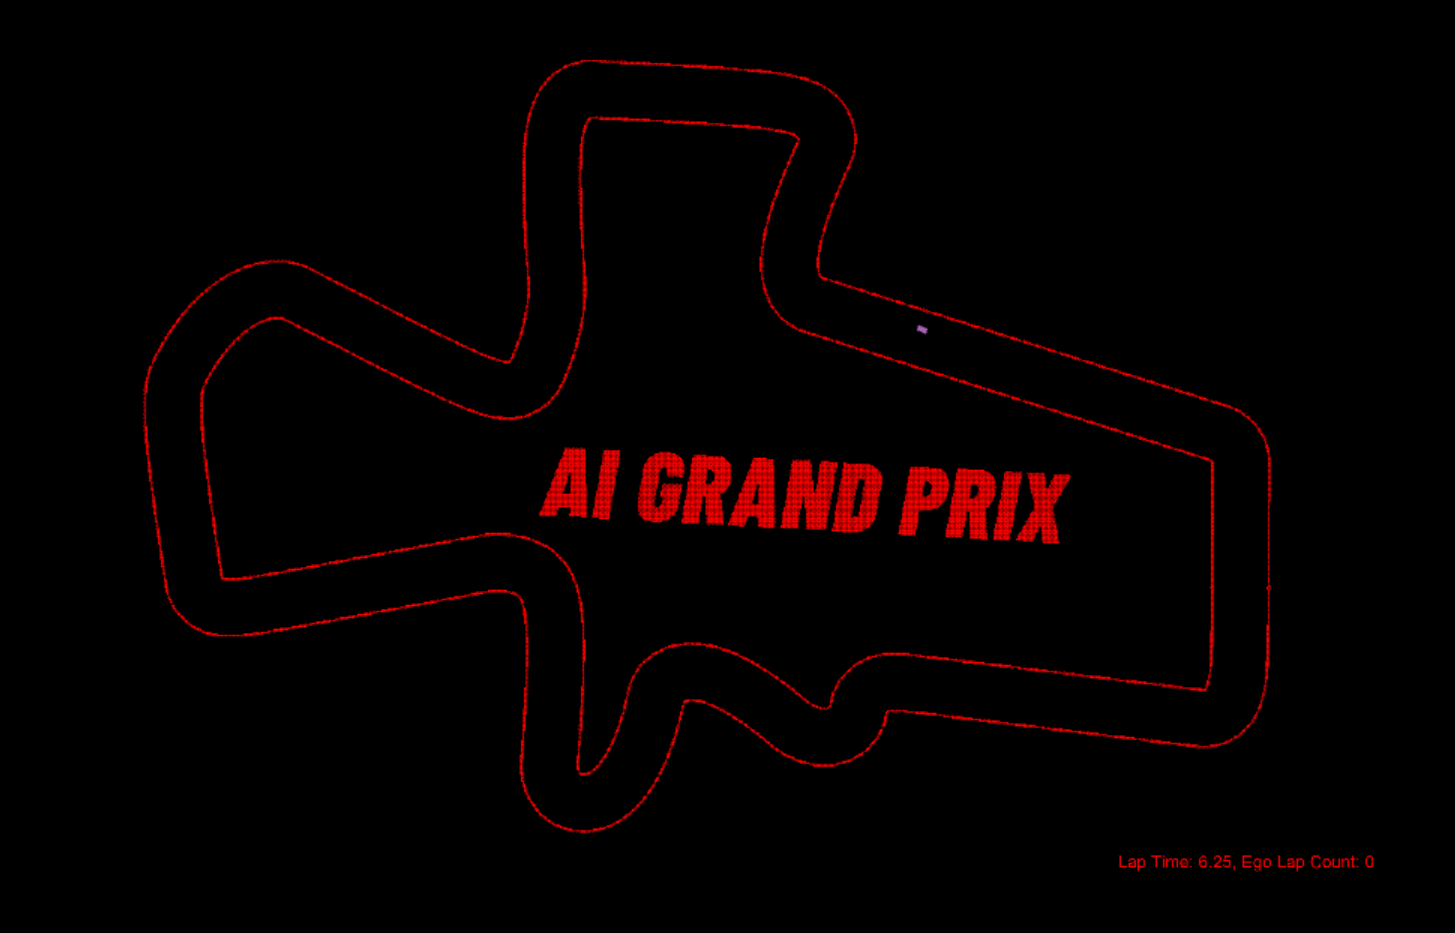 AI GRAND PRIX
Lap Time: 6.25, Ego Lap Count: 0